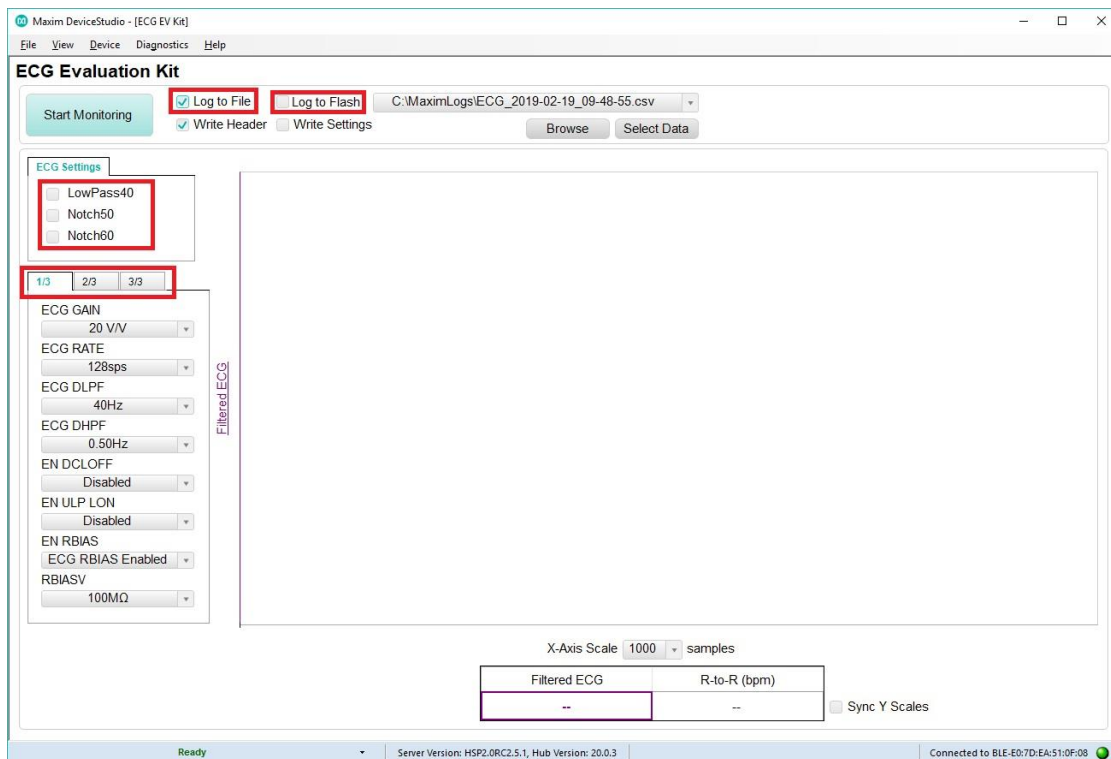 Maxim DeviceStudio - [ECG EV Kit]
File View Device Diagnostics Help
ECG Evaluation Kit
Start Monitoring
Log to File
Log to Flash
C:\MaximLogs\ECG_2019-02-19_09-48-55.csv
Write Header
Write Settings
Browse
Select Data
ECG Settings
LowPass40
Notch50
Notch60
1/3 2/3 3/3
ECG GAIN
20 V/V
ECG RATE
128sps
ECG DLPF
40Hz
ECG DHPF
0.50Hz
EN DCLOFF
Disabled
EN ULP LON
Disabled
EN RBIAS
ECG RBIAS Enabled
RBIASV
100MΩ
Filtered ECG
X-Axis Scale 1000 samples
Filtered ECG R-to-R (bpm)
-- --
Sync Y Scales
Ready
Server Version: HSP2.0RC2.5.1, Hub Version: 20.0.3
Connected to BLE-E0:7D:EA:51:0F:08